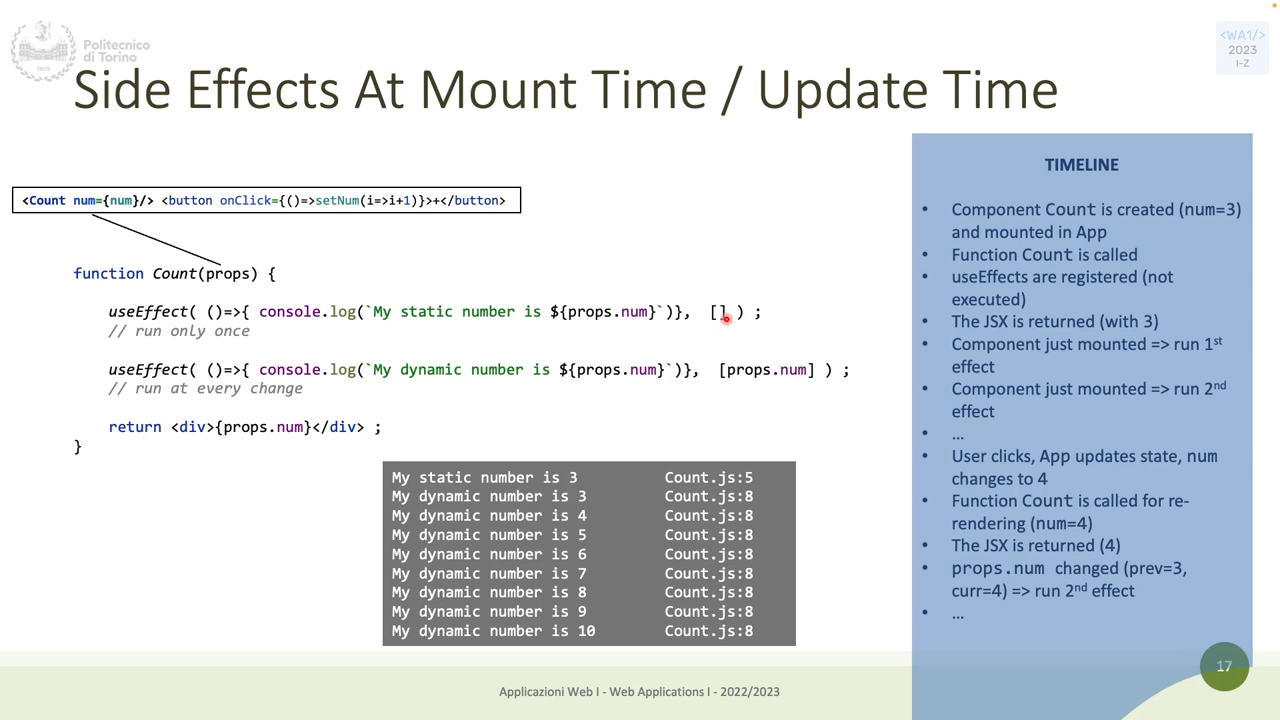 Politecnico
di Torino
1859
<WA1/>
2023
I-Z
Side Effects At Mount Time / Update Time
<Count num={num}/> <button onClick={()=>setNum(i=>i+1)}>+</button>
function Count(props) {
useEffect( ()=>{ console.log(`My static number is ${props.num}`)}, [] ) ;
// run only once
useEffect( ()=>{ console.log(`My dynamic number is ${props.num}`)}, [props.num] ) ;
// run at every change
return <div>{props.num}</div> ;
}
My static number is 3 Count.js:5
My dynamic number is 3 Count.js:8
My dynamic number is 4 Count.js:8
My dynamic number is 5 Count.js:8
My dynamic number is 6 Count.js:8
My dynamic number is 7 Count.js:8
My dynamic number is 8 Count.js:8
My dynamic number is 9 Count.js:8
My dynamic number is 10 Count.js:8
TIMELINE
• Component Count is created (num=3)
and mounted in App
• Function Count is called
• useEffects are registered (not
executed)
• The JSX is returned (with 3)
• Component just mounted => run 1st
effect
• Component just mounted => run 2nd
effect
• …
• User clicks, App updates state, num
changes to 4
• Function Count is called for re-
rendering (num=4)
• The JSX is returned (4)
• props.num changed (prev=3,
curr=4) => run 2nd effect
• …
17
Applicazioni Web I - Web Applications I - 2022/2023